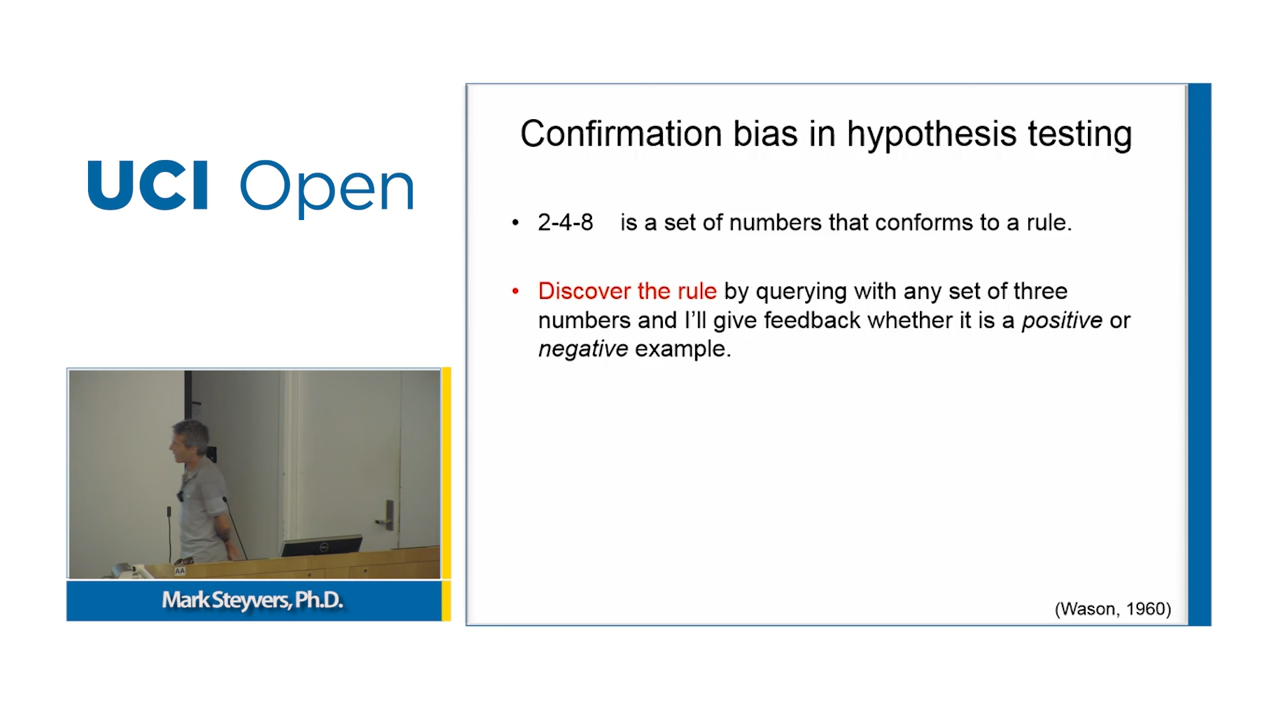 UCI Open
Confirmation bias in hypothesis testing
• 2-4-8 is a set of numbers that conforms to a rule.
• Discover the rule by querying with any set of three
numbers and I'll give feedback whether it is a positive or
negative example.
(Wason, 1960)
AA
Mark Steyvers, Ph.D.